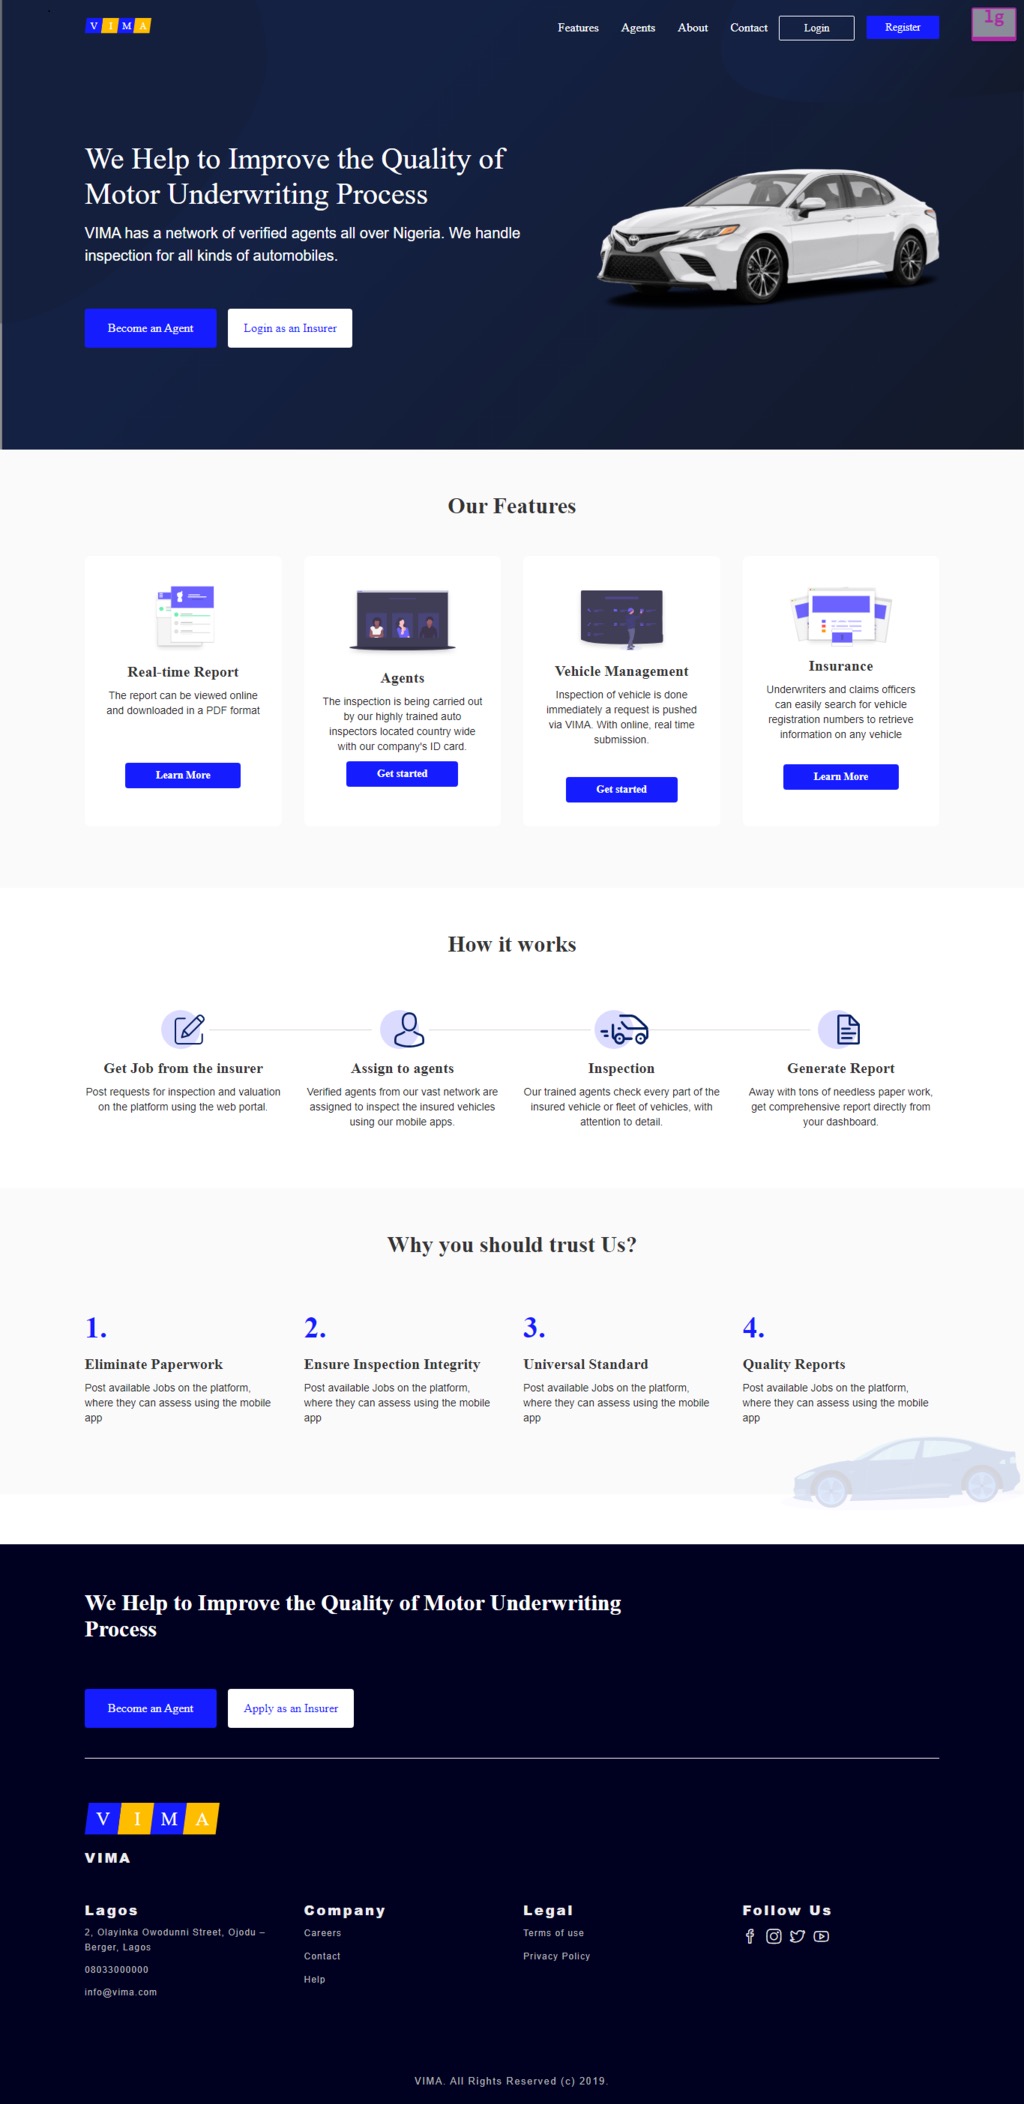 V I M A
Features Agents About Contact Login Register
lg
We Help to Improve the Quality of
Motor Underwriting Process
VIMA has a network of verified agents all over Nigeria. We handle
inspection for all kinds of automobiles.
Become an Agent Login as an Insurer
Our Features
Real-time Report
The report can be viewed online
and downloaded in a PDF format
Learn More
Agents
The inspection is being carried out
by our highly trained auto
inspectors located country wide
with our company's ID card.
Get started
Vehicle Management
Inspection of vehicle is done
immediately a request is pushed
via VIMA. With online, real time
submission.
Get started
Insurance
Underwriters and claims officers
can easily search for vehicle
registration numbers to retrieve
information on any vehicle
Learn More
How it works
Get Job from the insurer
Post requests for inspection and valuation
on the platform using the web portal.
Assign to agents
Verified agents from our vast network are
assigned to inspect the insured vehicles
using our mobile apps.
Inspection
Our trained agents check every part of the
insured vehicle or fleet of vehicles, with
attention to detail.
Generate Report
Away with tons of needless paper work,
get comprehensive report directly from
your dashboard.
Why you should trust Us?
1.
Eliminate Paperwork
Post available Jobs on the platform,
where they can assess using the mobile
app
2.
Ensure Inspection Integrity
Post available Jobs on the platform,
where they can assess using the mobile
app
3.
Universal Standard
Post available Jobs on the platform,
where they can assess using the mobile
app
4.
Quality Reports
Post available Jobs on the platform,
where they can assess using the mobile
app
We Help to Improve the Quality of Motor Underwriting
Process
Become an Agent Apply as an Insurer
V I M A
VIMA
Lagos
2, Olayinka Owodunni Street, Ojodu –
Berger, Lagos
08033000000
info@vima.com
Company
Careers
Contact
Help
Legal
Terms of use
Privacy Policy
Follow Us
VIMA. All Rights Reserved (c) 2019.